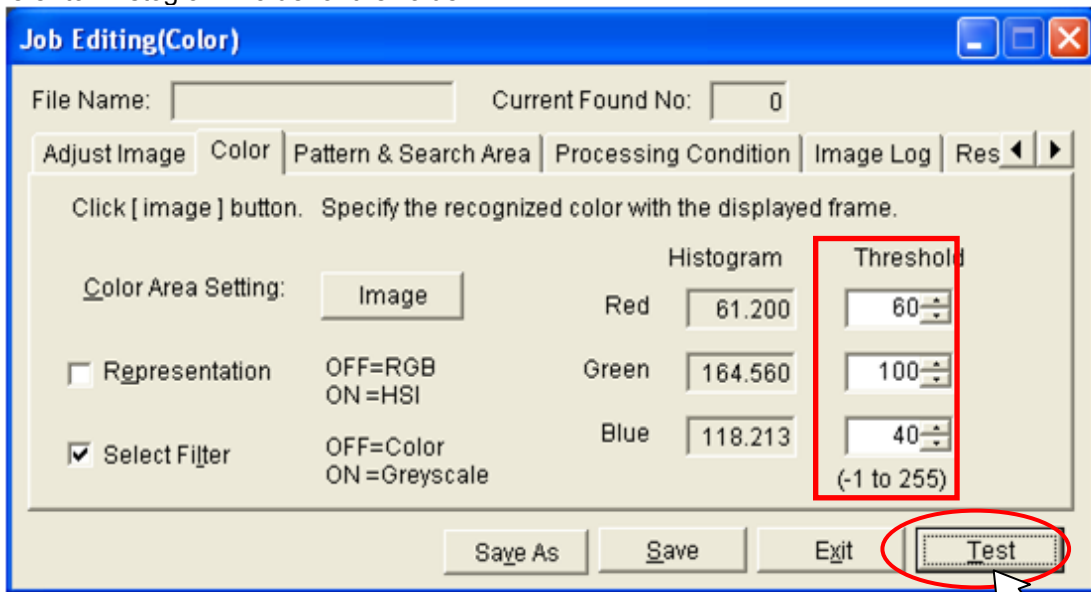 Job Editing(Color)
File Name: Current Found No: 0
Adjust Image Color Pattern & Search Area Processing Condition Image Log Res
Click [ image ] button. Specify the recognized color with the displayed frame.
Histogram Threshold
Color Area Setting: Image Red 61.200 60
Representation OFF=RGB Green 164.560 100
ON =HSI
Select Filter OFF=Color Blue 118.213 40
ON =Greyscale (-1 to 255)
Save As Save Exit Test